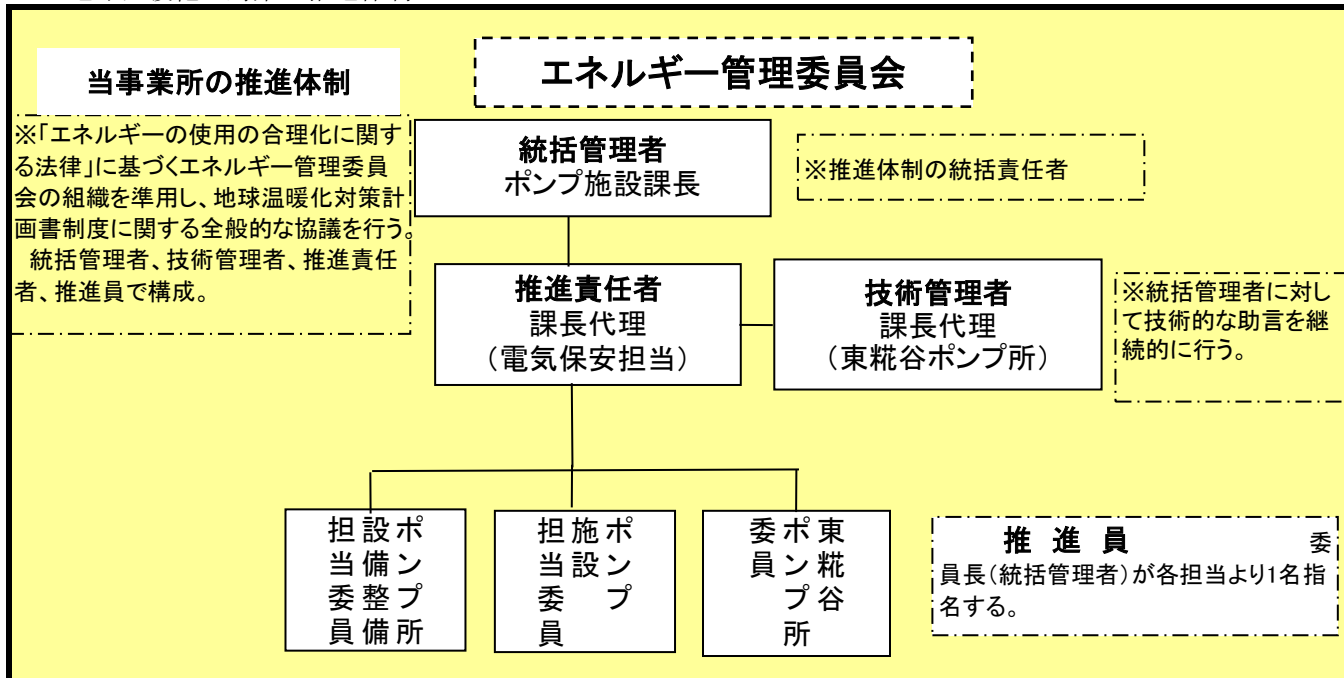 当事業所の推進体制
エネルギー管理委員会
※「エネルギーの使用の合理化に関す
る法律」に基づくエネルギー管理委員
会の組織を準用し、地球温暖化対策計
画書制度に関する全般的な協議を行う。
統括管理者、技術管理者、推進責任
者、推進員で構成。
統括管理者
ポンプ施設課長
※推進体制の統括責任者
推進責任者
課長代理
（電気保安担当）
技術管理者
課長代理
（東糀谷ポンプ所）
※統括管理者に対し
て技術的な助言を継
続的に行う。
ポンプ所
設備整備
担当委員
ポンプ
施設
担当委員
東糀谷
ポンプ所
委員
推進員 委
員長（統括管理者）が各担当より1名指
名する。